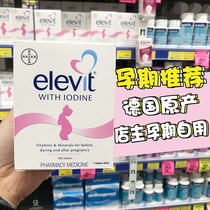 BAYER
elevit
WITH IODINE
Vitamins & Minerals for before,
during and after pregnancy
PHARMACY MEDICINE
孕期推荐
德国原产
店主孕期自用